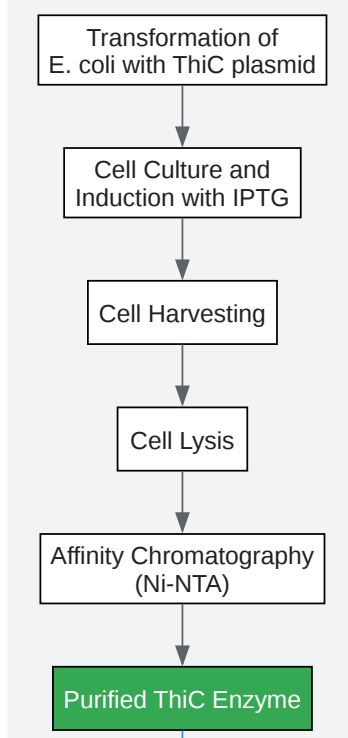 Transformation of
E. coli with ThiC plasmid
Cell Culture and
Induction with IPTG
Cell Harvesting
Cell Lysis
Affinity Chromatography
(Ni-NTA)
Purified ThiC Enzyme